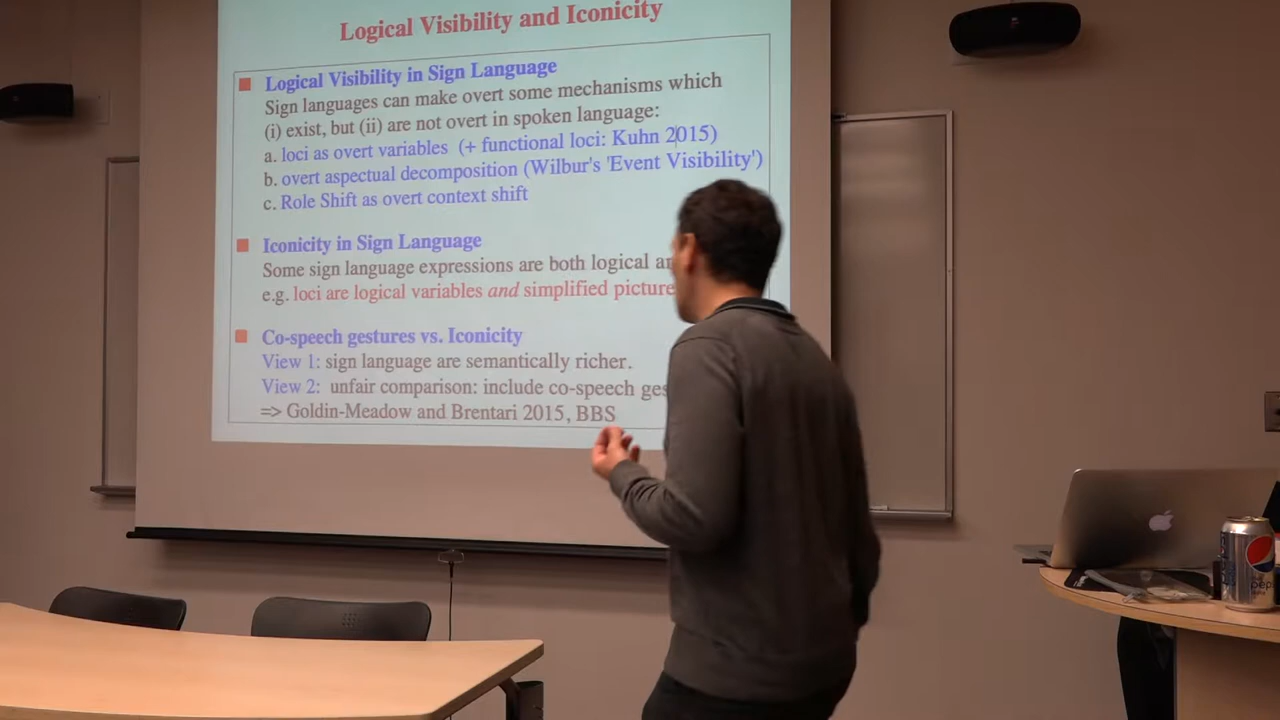 Logical Visibility and Iconicity
Logical Visibility in Sign Language
Sign languages can make overt some mechanisms which
(i) exist, but (ii) are not overt in spoken language:
a. loci as overt variables (+ functional loci: Kuhn 2015)
b. overt aspectual decomposition (Wilbur's 'Event Visibility')
c. Role Shift as overt context shift
Iconicity in Sign Language
Some sign language expressions are both logical
e.g. loci are logical variables and simplified picture
Co-speech gestures vs. Iconicity
View 1: sign language are semantically richer.
View 2: unfair comparison: include co-speech
=> Goldin-Meadow and Brentari 2015, BBS
pepsi